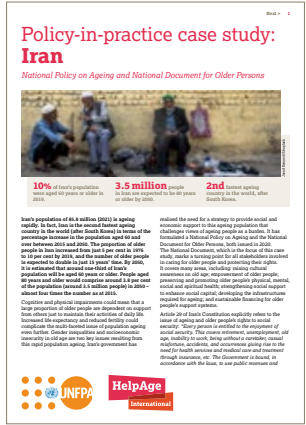 Next > 1
Policy-in-practice case study:
Iran
National Policy on Ageing and National Document for Older Persons
10% of Iran's population
were aged 60 years or older in
2019.
3.5 million people
in Iran are expected to be 80 years
or older by 2050.
2nd fastest ageing
country in the world, after
South Korea.
Iran's population of 85.8 million (2021) is ageing
rapidly. In fact, Iran is the second fastest ageing
country in the world (after South Korea) in terms of the
percentage increase in the population aged 60 and
over between 2015 and 2050. The proportion of older
people in Iran increased from just 5 per cent in 1976
to 10 per cent by 2019, and the number of older people
is expected to double in just 15 years' time. By 2050,
it is estimated that around one-third of Iran's
population will be aged 60 years or older. People aged
80 years and older would comprise around 3.8 per cent
of the population (around 3.5 million people) in 2050 –
almost four times the number as at 2015.
Cognitive and physical impairments could mean that a
large proportion of older people are dependent on support
from others just to maintain their activities of daily life.
Increased life expectancy and reduced fertility could
complicate the multi-faceted issue of population ageing
even further. Gender inequalities and socioeconomic
insecurity in old age are two key issues resulting from
this rapid population ageing. Iran's government has
realised the need for a strategy to provide social and
economic support to this ageing population that
challenges views of ageing people as a burden. It has
formulated a National Policy on Ageing and the National
Document for Older Persons, both issued in 2020.
The National Document, which is the focus of this case
study, marks a turning point for all stakeholders involved
in caring for older people and protecting their rights.
It covers many areas, including: raising cultural
awareness on old age; empowerment of older people;
preserving and promoting older people's physical, mental,
social and spiritual health; strengthening social support
to enhance social capital; developing the infrastructures
required for ageing; and sustainable financing for older
people's support systems.
Article 29 of Iran's Constitution explicitly refers to the
issue of ageing and older people's rights to social
security: "Every person is entitled to the enjoyment of
social security. This covers retirement, unemployment, old
age, inability to work, being without a caretaker, casual
misfortune, accidents, and occurrences giving rise to the
need for health services and medical care and treatment
through insurance, etc. The Government is bound, in
accordance with the laws, to use public revenues and
UNFPA
HelpAge
International